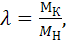 λ = Mк/Mн,